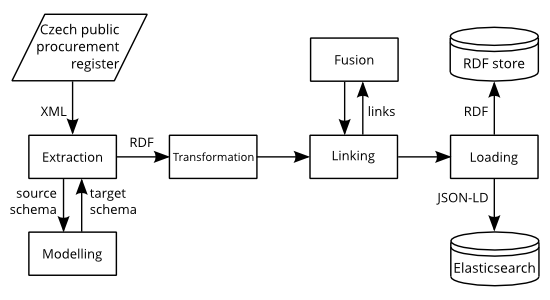 Czech public
procurement
register
XML
Extraction
source
schema
target
schema
Modelling
RDF
Transformation
Fusion
links
Linking
RDF store
RDF
Loading
JSON-LD
Elasticsearch